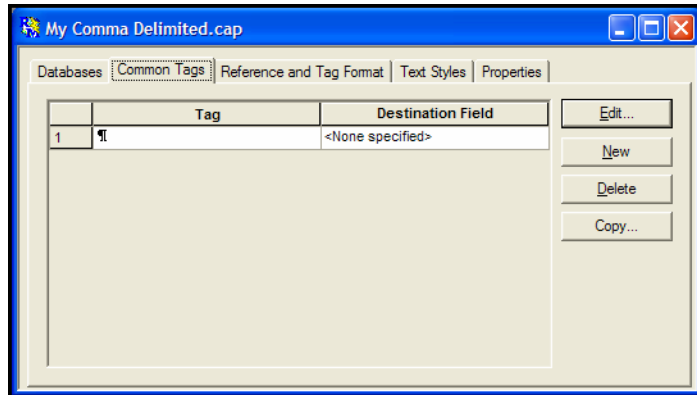 My Comma Delimited.cap
Databases Common Tags Reference and Tag Format Text Styles Properties
Tag Destination Field Edit...
1 ¶ <None specified>
New
Delete
Copy...